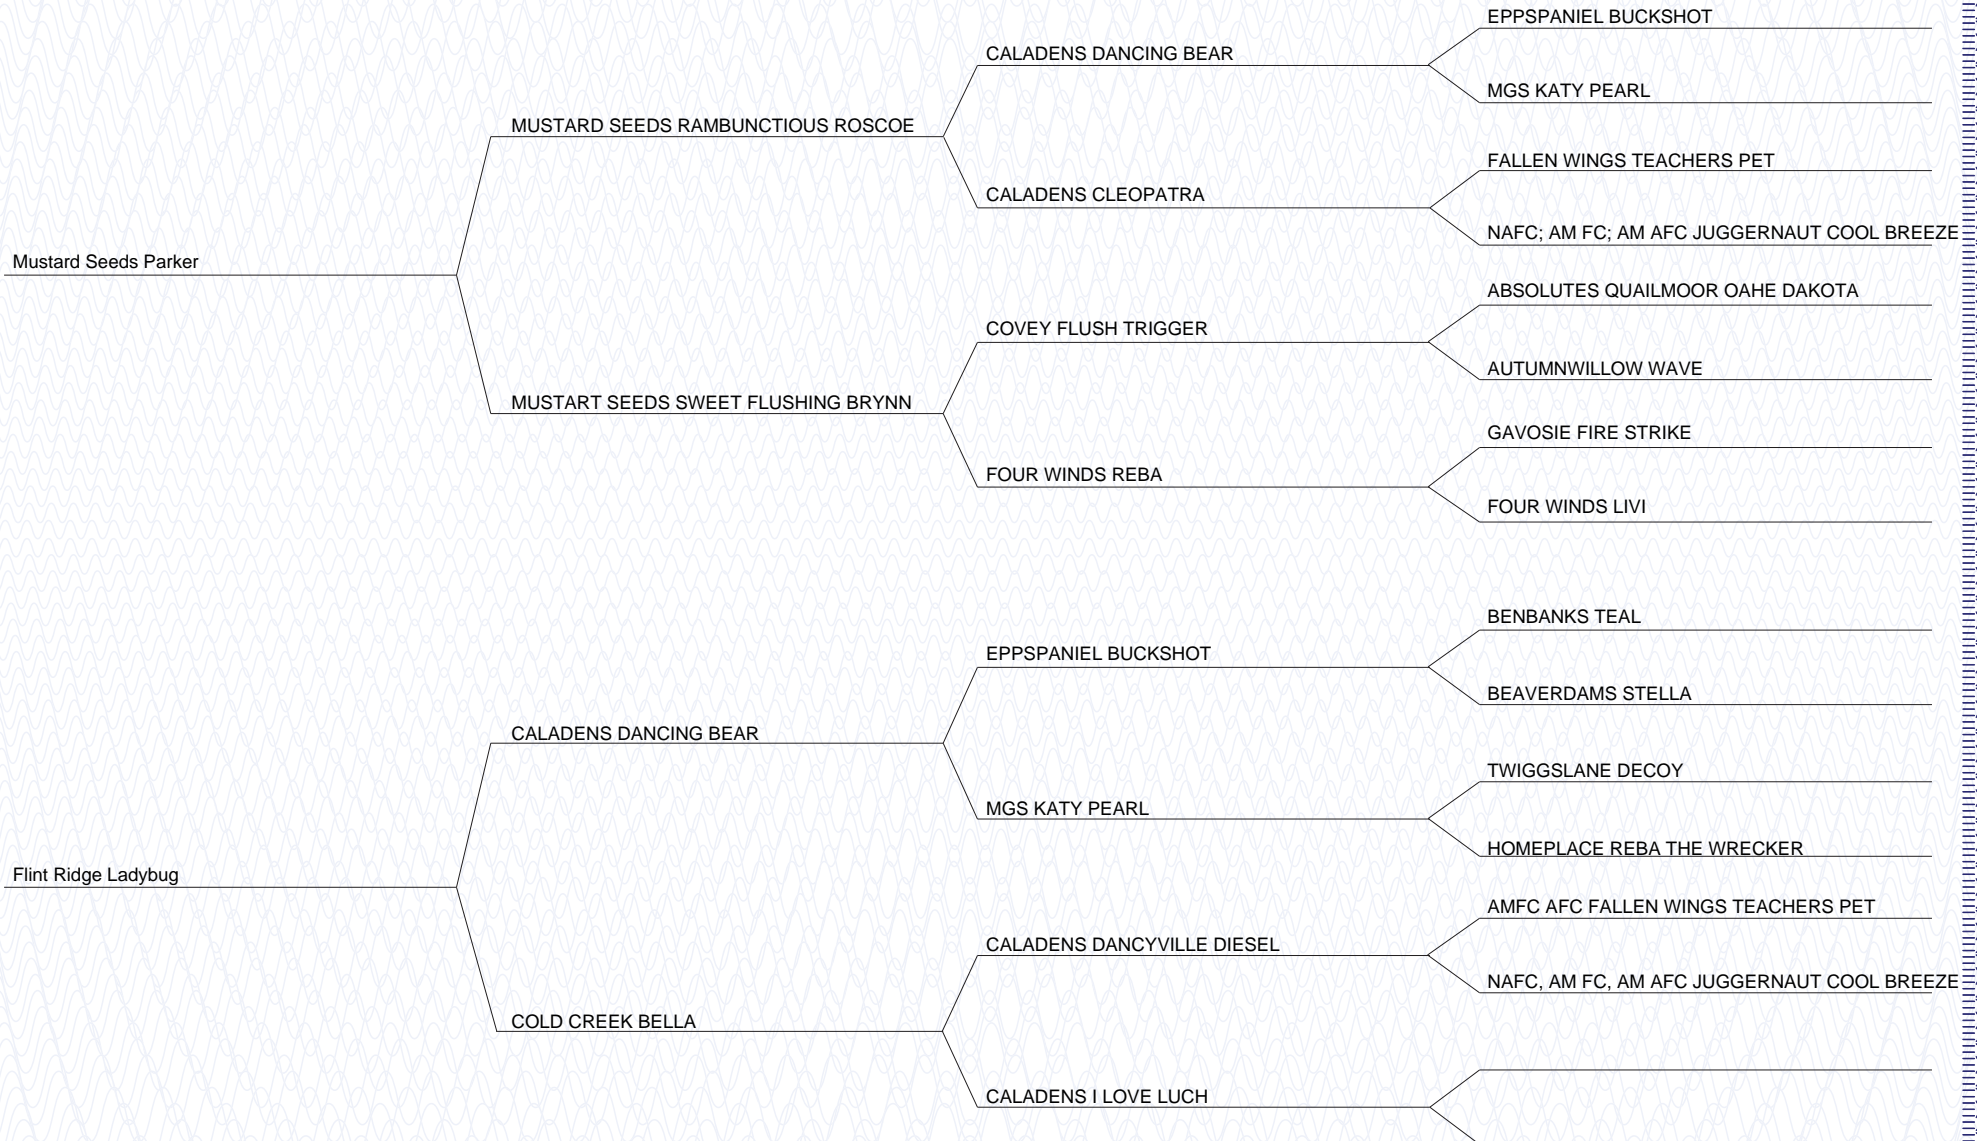 EPPSPANIEL BUCKSHOT
CALADENS DANCING BEAR
MGS KATY PEARL
MUSTARD SEEDS RAMBUNCTIOUS ROSCOE
FALLEN WINGS TEACHERS PET
CALADENS CLEOPATRA
NAFC; AM FC; AM AFC JUGGERNAUT COOL BREEZE
Mustard Seeds Parker
ABSOLUTES QUAILMOOR OAHE DAKOTA
COVEY FLUSH TRIGGER
AUTUMNWILLOW WAVE
MUSTART SEEDS SWEET FLUSHING BRYNN
GAVOSIE FIRE STRIKE
FOUR WINDS REBA
FOUR WINDS LIVI
BENBANKS TEAL
EPPSPANIEL BUCKSHOT
BEAVERDAMS STELLA
CALADENS DANCING BEAR
TWIGGSLANE DECOY
MGS KATY PEARL
HOMEPLACE REBA THE WRECKER
Flint Ridge Ladybug
AMFC AFC FALLEN WINGS TEACHERS PET
CALADENS DANCYVILLE DIESEL
NAFC, AM FC, AM AFC JUGGERNAUT COOL BREEZE
COLD CREEK BELLA
CALADENS I LOVE LUCH